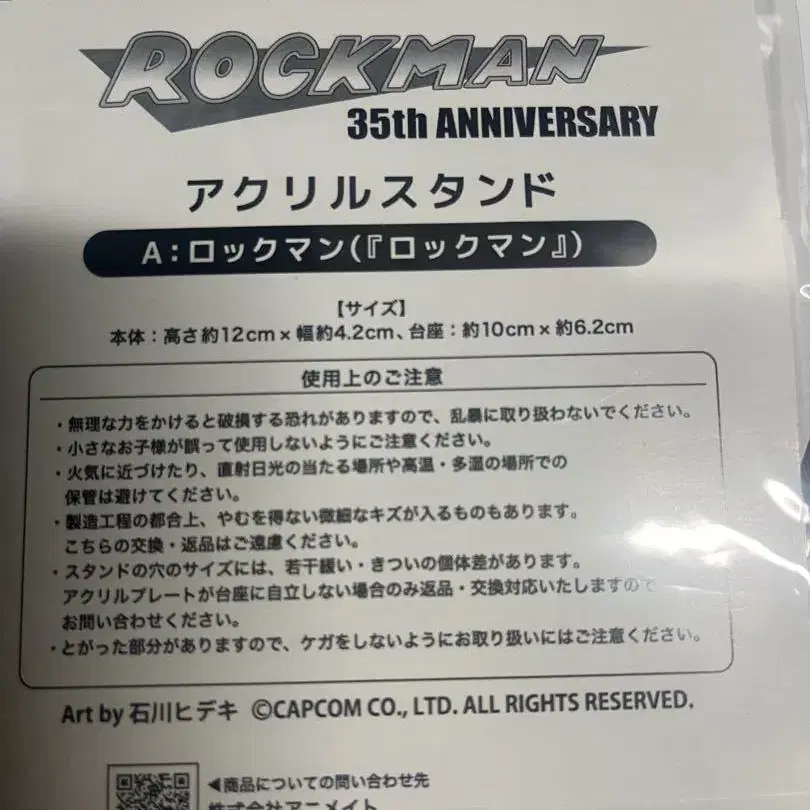 ROCKMAN
35th ANNIVERSARY
アクリルスタンド
A:ロックマン(『ロックマン』)
【サイズ】
本体:高さ約12cm×幅約4.2cm、台座:約10cm×約6.2cm
使用上のご注意
・無理な力をかけると破損する恐れがありますので、乱暴に取り扱わないでください。
・小さなお子様が誤って使用しないようにご注意ください。
・火気に近づけたり、直射日光の当たる場所や高温・多湿の場所での
保管は避けてください。
・製造工程の都合上、やむを得ない微細なキズが入るものもあります。
こちらの交換・返品はご遠慮ください。
・スタンドの穴のサイズには、若干緩い・きついの個体差があります。
アクリルプレートが台座に自立しない場合のみ返品・交換対応いたしますので
お問い合わせください。
・とがった部分がありますので、ケガをしないようにお取り扱いにはご注意ください。
Art by 石川ヒデキ ©CAPCOM CO., LTD. ALL RIGHTS RESERVED.
◀商品についての問い合わせ先
株式会社アニメイト